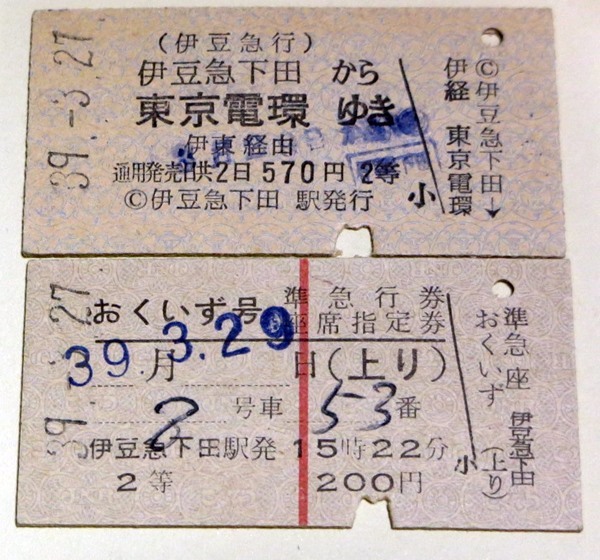 39.-3.27
(伊豆急行)
伊豆急下田 から
東京電環 ゆき
伊東経由
通用発売日共2日570円 2等
Ⓒ伊豆急下田 駅発行
小
Ⓒ伊豆急下田→
伊経 東京電環
39.-3.27
おくいず号 準急行券
座席指定券
39.月3.29日(上り)
2号車 53番
伊豆急下田駅発 15時22分
2等 200円
小
準急座 伊豆急下田
おくいず (上り)